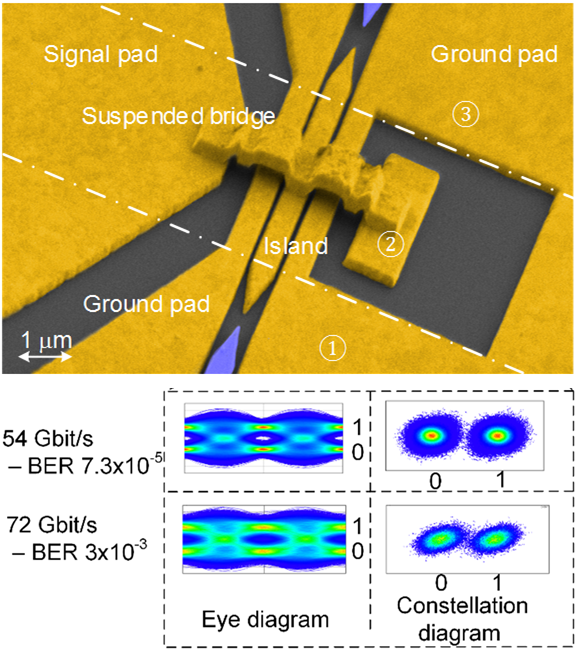 Signal pad
Ground pad
Suspended bridge
③
②
Island
Ground pad
1 μm
①
54 Gbit/s
– BER 7.3x10⁻⁵
1
0
0 1
72 Gbit/s
– BER 3x10⁻³
1
0
0 1
Eye diagram
Constellation
diagram